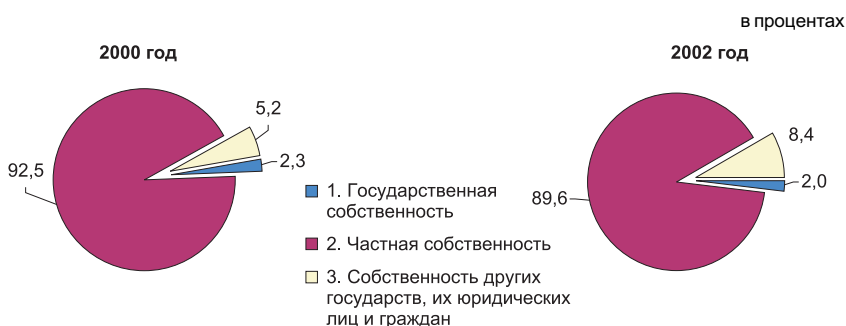 в процентах
2000 год
2002 год
92,5
5,2
2,3
89,6
8,4
2,0
1. Государственная
собственность
2. Частная собственность
3. Собственность других
государств, их юридических
лиц и граждан